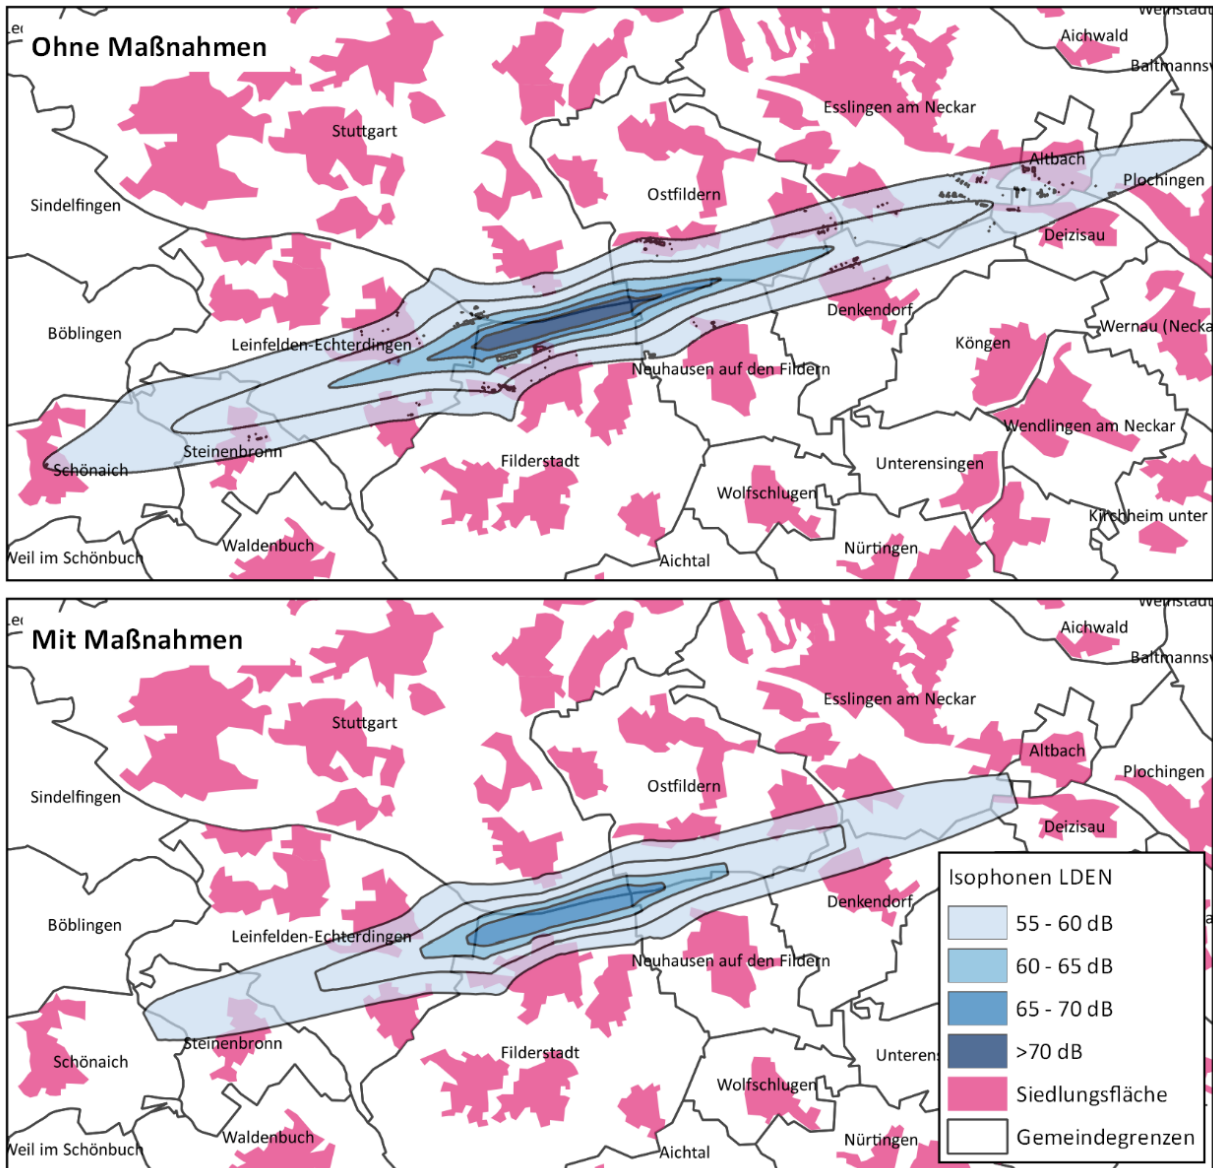 Ohne Maßnahmen
Aichwald
Esslingen am Neckar
Stuttgart
Altbach
Plochingen
Ostfildern
Sindelfingen
Deizisau
Denkendorf
Böblingen
Wernau (Necka
Leinfelden-Echterdingen
Köngen
Neuhausen auf den Fildern
Wendlingen am Neckar
Steinenbronn
Filderstadt
Unterensingen
Schönaich
Wolfschlugen
Kirchheim unter
Waldenbuch
Nürtingen
Weil im Schönbuch
Aichtal
Mit Maßnahmen
Aichwald
Esslingen am Neckar
Stuttgart
Altbach
Plochingen
Ostfildern
Sindelfingen
Deizisau
Isophonen LDEN
Denkendorf
Böblingen
55 - 60 dB
Leinfelden-Echterdingen
Neuhausen auf den Fildern
60 - 65 dB
65 - 70 dB
Steinenbronn
Filderstadt
Unterens
>70 dB
Schönaich
Wolfschlugen
Siedlungsfläche
Waldenbuch
Nürtingen
Gemeindegrenzen
Weil im Schönbuch
Aichtal